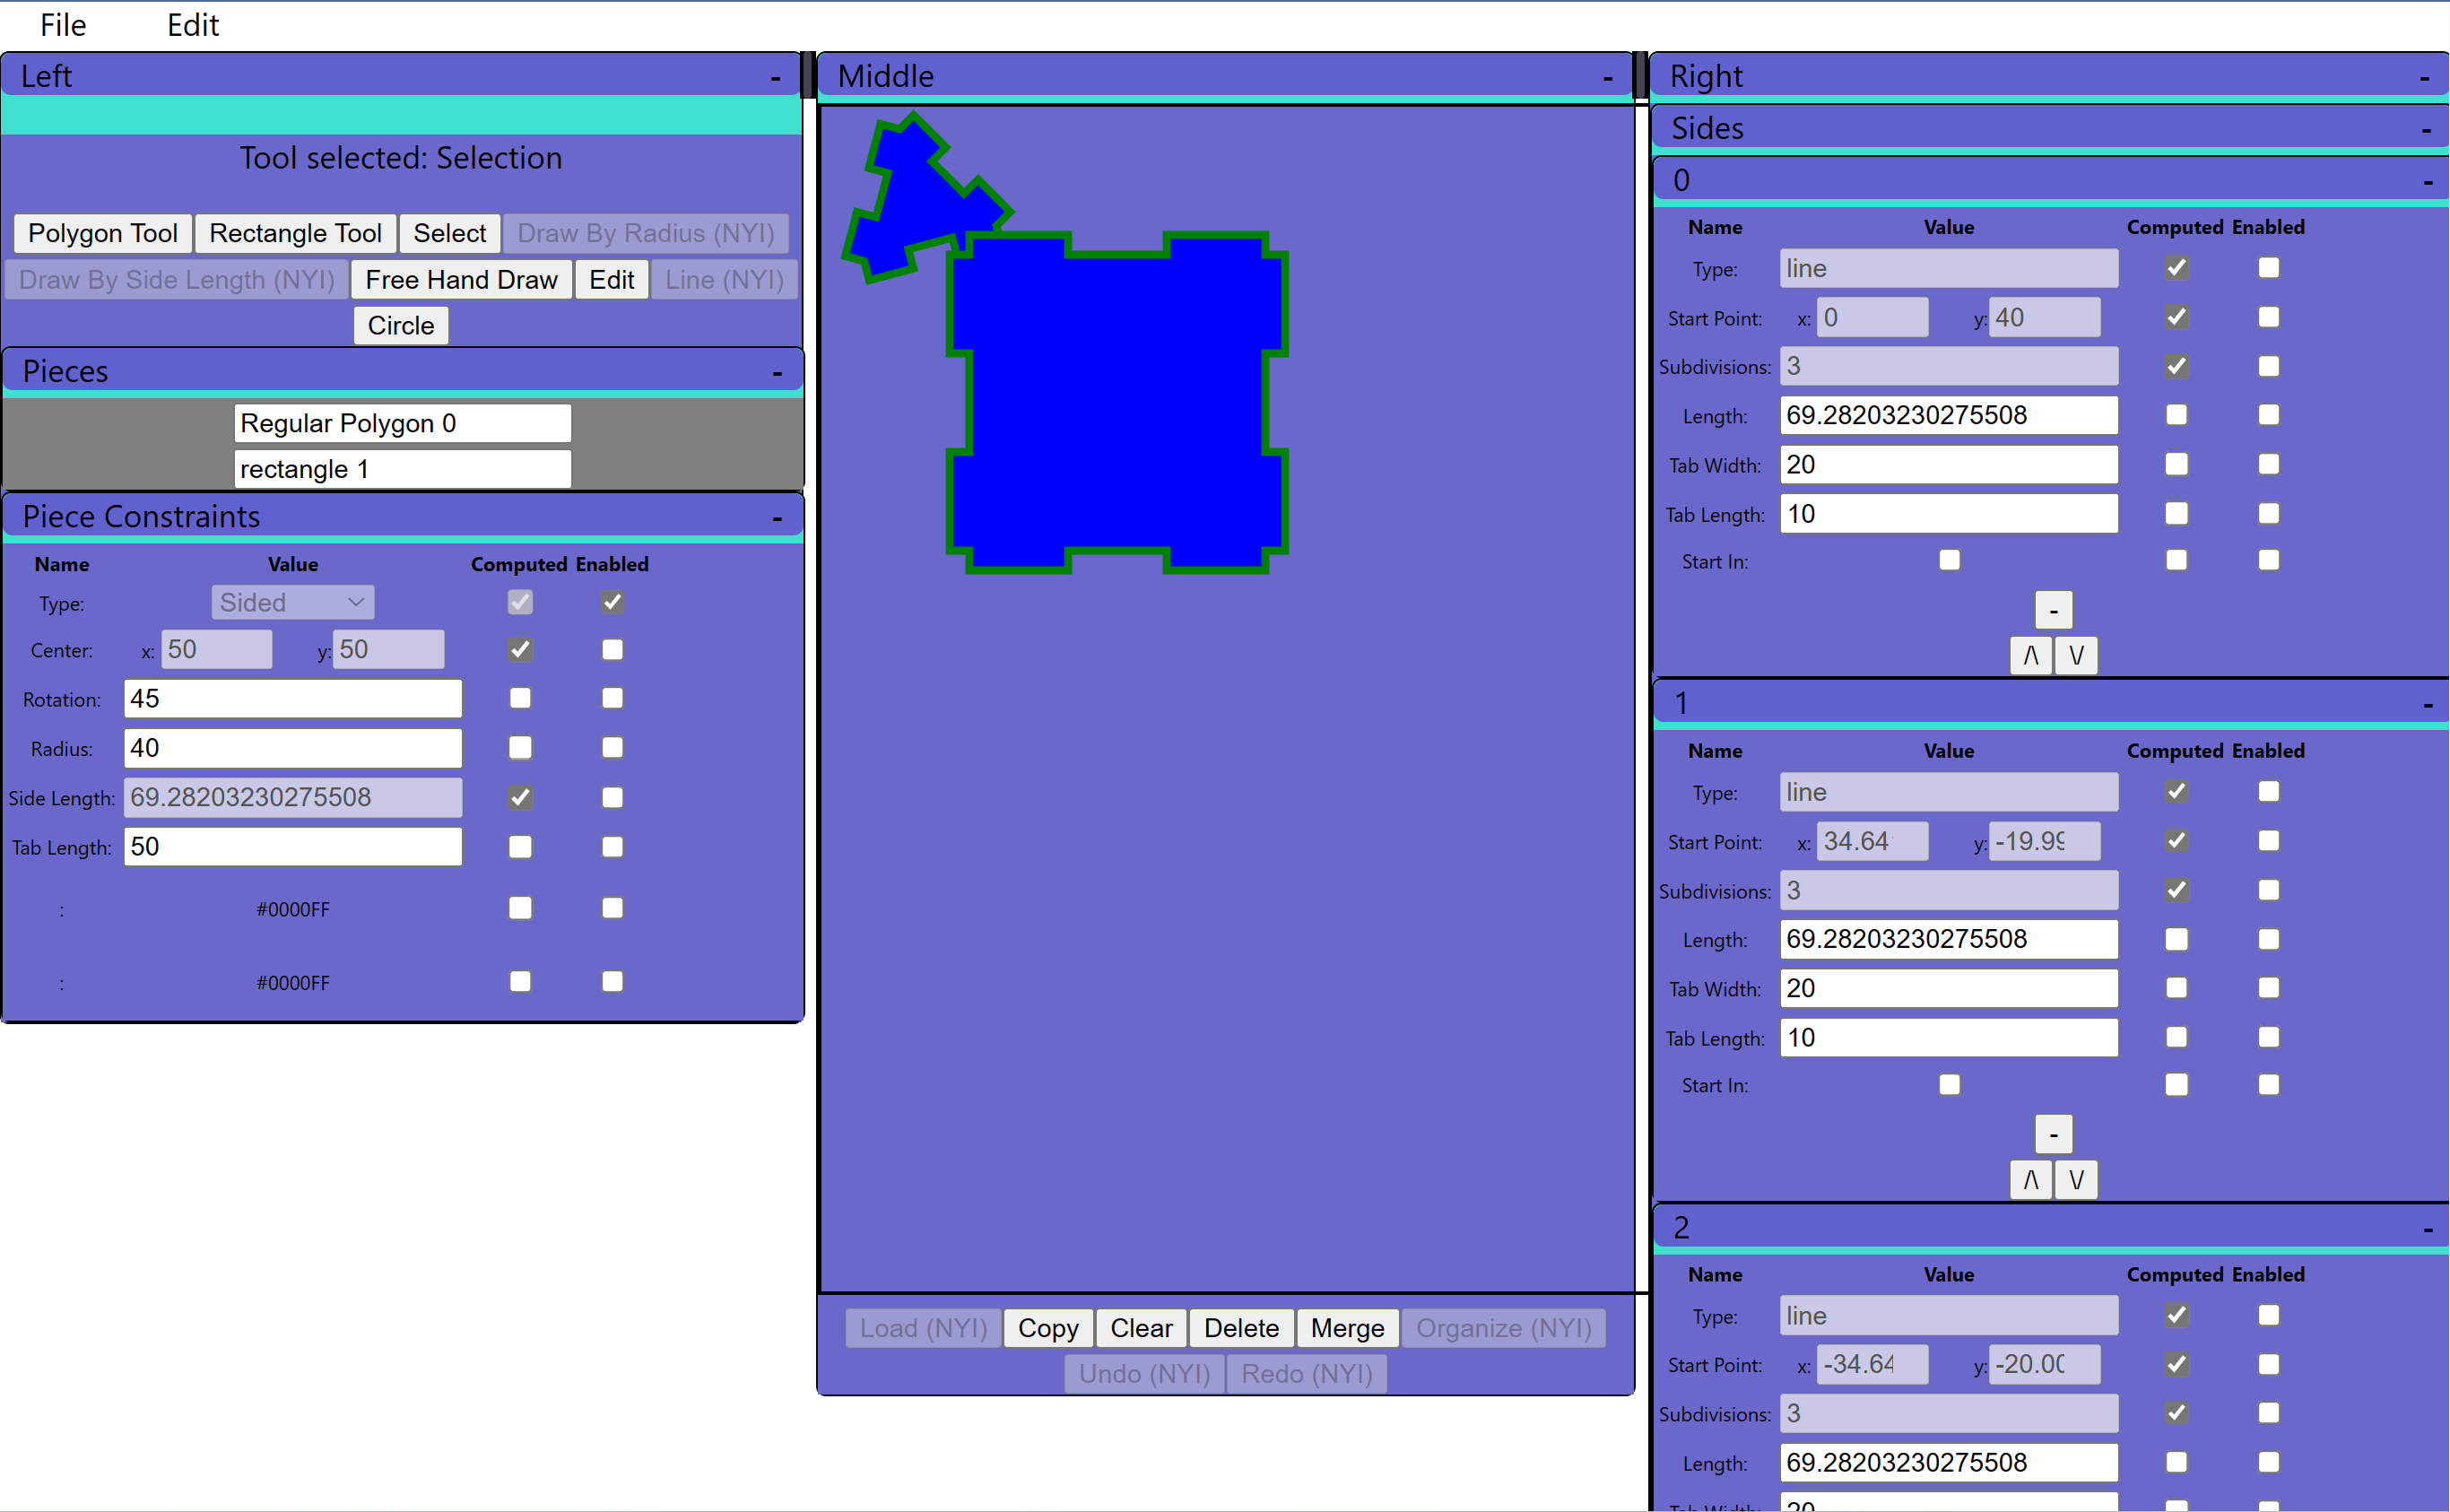 File Edit
Left -
Tool selected: Selection
Polygon Tool Rectangle Tool Select Draw By Radius (NYI)
Draw By Side Length (NYI) Free Hand Draw Edit Line (NYI)
Circle
Pieces -
Regular Polygon 0
rectangle 1
Piece Constraints -
Name Value Computed Enabled
Type: Sided
Center: x: 50 y: 50
Rotation: 45
Radius: 40
Side Length: 69.28203230275508
Tab Length: 50
: #0000FF
: #0000FF
Middle -
Load (NYI) Copy Clear Delete Merge Organize (NYI)
Undo (NYI) Redo (NYI)
Right -
Sides -
0 -
Name Value Computed Enabled
Type: line
Start Point: x: 0 y: 40
Subdivisions: 3
Length: 69.28203230275508
Tab Width: 20
Tab Length: 10
Start In:
-
/\ \/
1 -
Name Value Computed Enabled
Type: line
Start Point: x: 34.64 y: -19.99
Subdivisions: 3
Length: 69.28203230275508
Tab Width: 20
Tab Length: 10
Start In:
-
/\ \/
2 -
Name Value Computed Enabled
Type: line
Start Point: x: -34.64 y: -20.00
Subdivisions: 3
Length: 69.28203230275508
Tab Width: 20